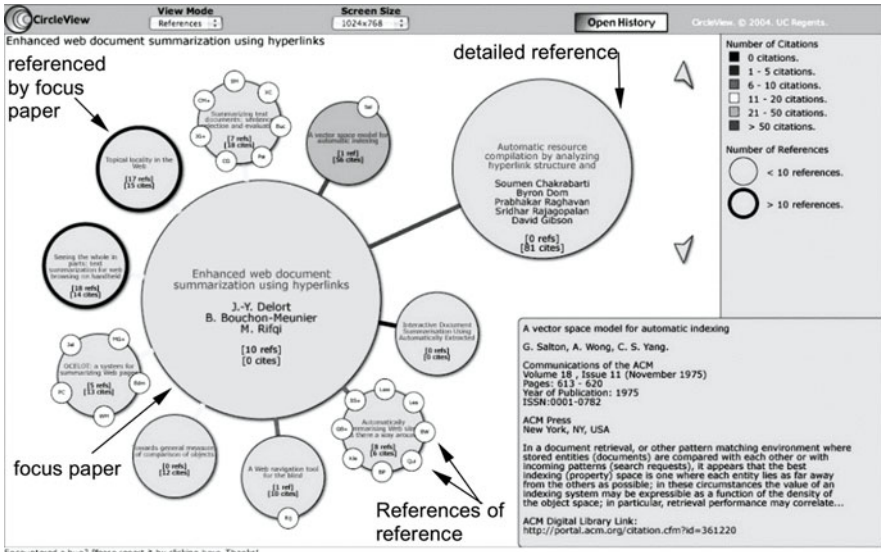 CircleView
View Mode
References
Screen Size
1024x768
Open History
CircleView. © 2004. UC Regents.
Enhanced web document summarization using hyperlinks
referenced
by focus
paper
detailed reference
Number of Citations
0 citations.
1 - 5 citations.
6 - 10 citations.
11 - 20 citations.
21 - 50 citations.
> 50 citations.
Number of References
< 10 references.
> 10 references.
Summarizing text
[7 refs]
[18 cites]
A vector space model for
automatic indexing
[1 ref]
[56 cites]
Topical locality in the
Web
[17 refs]
[15 cites]
Automatic resource
compilation by analyzing
hyperlink structure and
Soumen Chakrabarti
Byron Dom
Prabhakar Raghavan
Sridhar Rajagopalan
David Gibson
[0 refs]
[81 cites]
Seeing the whole in
parts: text
summarization for web
browsing on handheld
[18 refs]
[14 cites]
Enhanced web document
summarization using hyperlinks
J.-Y. Delort
B. Bouchon-Meunier
M. Rifqi
[10 refs]
[0 cites]
Interactive Document
Summarisation Using
Automatically Extracted
[0 refs]
[0 cites]
OCELOT: a system for
summarizing Web pages
[5 refs]
[13 cites]
Automatically
[8 refs]
[6 cites]
towards general measures
of comparison of objects
[0 refs]
[12 cites]
A Web navigation tool
for the blind
[1 ref]
[10 cites]
focus paper
References of
reference
A vector space model for automatic indexing
G. Salton, A. Wong, C. S. Yang.
Communications of the ACM
Volume 18 , Issue 11 (November 1975)
Pages: 613 - 620
Year of Publication: 1975
ISSN:0001-0782
ACM Press
New York, NY, USA
In a document retrieval, or other pattern matching environment where
stored entities (documents) are compared with each other or with
incoming patterns (search requests), it appears that the best
indexing (property) space is one where each entity lies as far away
from the others as possible; in these circumstances the value of an
indexing system may be expressible as a function of the density of
the object space; in particular, retrieval performance may correlate...
ACM Digital Library Link:
http://portal.acm.org/citation.cfm?id=361220